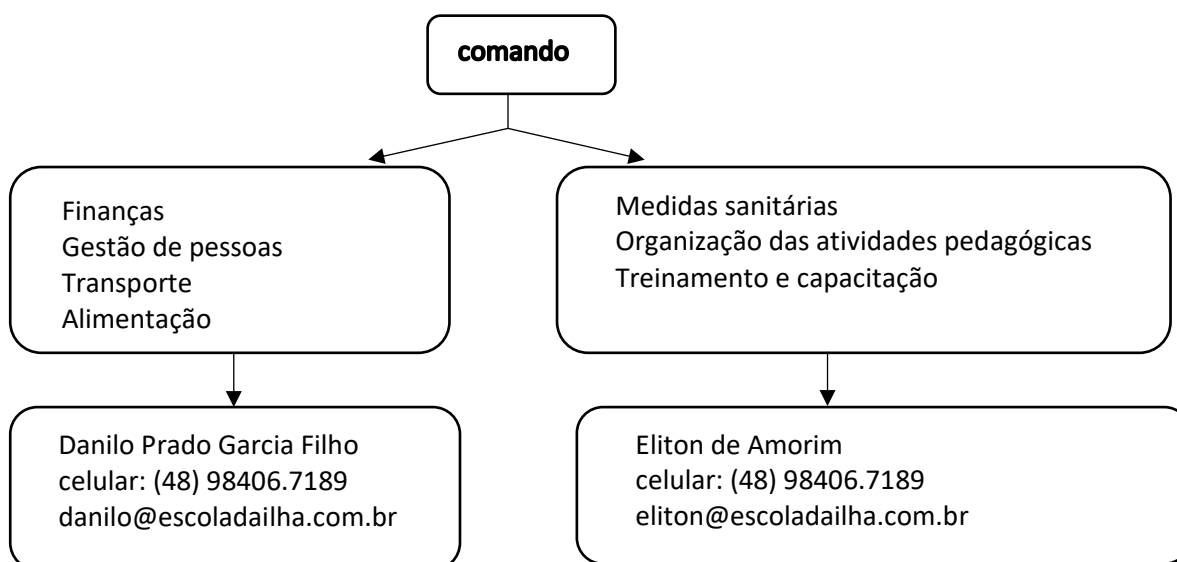 comando
Finanças
Gestão de pessoas
Transporte
Alimentação
Medidas sanitárias
Organização das atividades pedagógicas
Treinamento e capacitação
Danilo Prado Garcia Filho
celular: (48) 98406.7189
danilo@escoladailha.com.br
Eliton de Amorim
celular: (48) 98406.7189
eliton@escoladailha.com.br